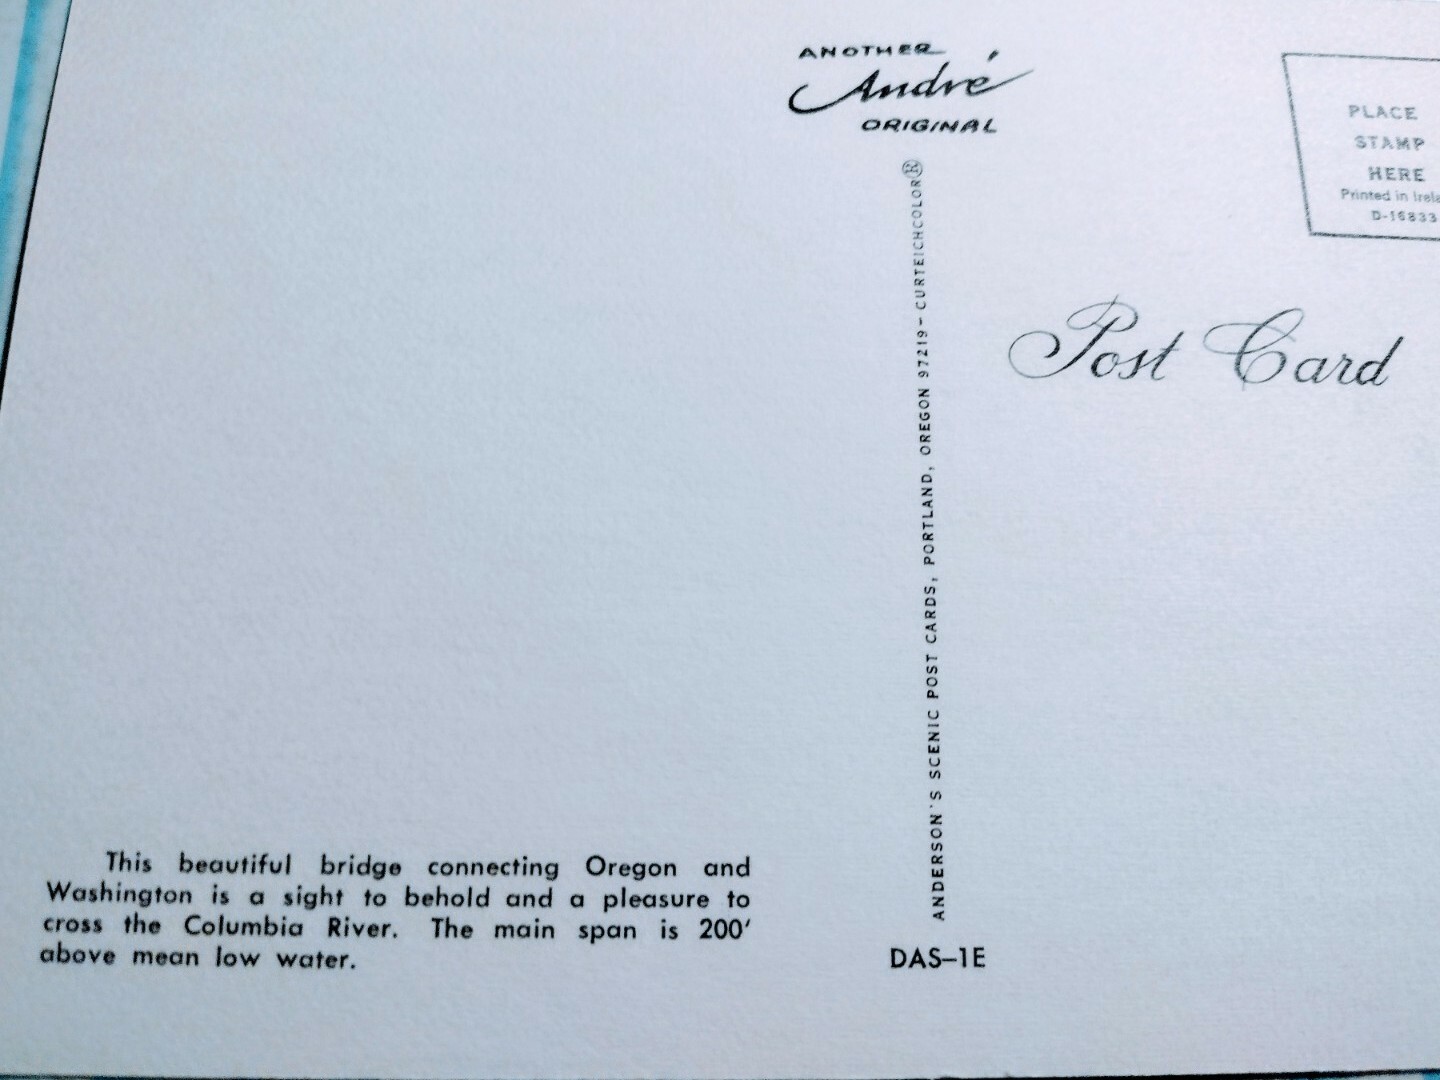 ANOTHER
André
ORIGINAL
PLACE
STAMP
HERE
Printed in
D-16833
Post Card
ANDERSON'S SCENIC POST CARDS, PORTLAND, OREGON 97219 - CURTEICHCOLOR®
This beautiful bridge connecting Oregon and
Washington is a sight to behold and a pleasure to
cross the Columbia River. The main span is 200'
above mean low water.
DAS-1E